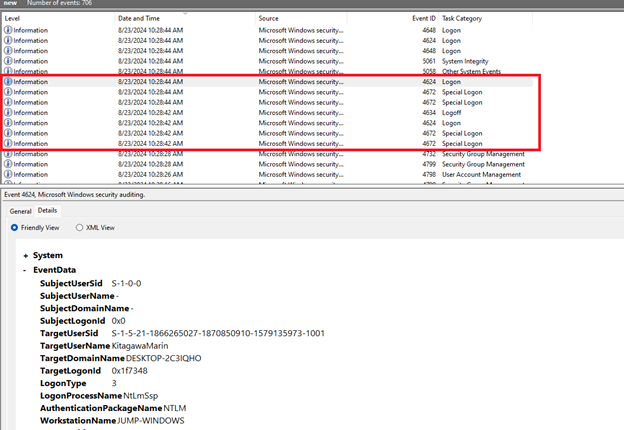 new Number of events: 706
Level Date and Time Source Event ID Task Category
Information 8/23/2024 10:28:44 AM Microsoft Windows security... 4648 Logon
Information 8/23/2024 10:28:44 AM Microsoft Windows security... 4624 Logon
Information 8/23/2024 10:28:44 AM Microsoft Windows security... 4648 Logon
Information 8/23/2024 10:28:44 AM Microsoft Windows security... 5061 System Integrity
Information 8/23/2024 10:28:44 AM Microsoft Windows security... 5058 Other System Events
Information 8/23/2024 10:28:44 AM Microsoft Windows security... 4624 Logon
Information 8/23/2024 10:28:44 AM Microsoft Windows security... 4672 Special Logon
Information 8/23/2024 10:28:44 AM Microsoft Windows security... 4672 Special Logon
Information 8/23/2024 10:28:42 AM Microsoft Windows security... 4634 Logoff
Information 8/23/2024 10:28:42 AM Microsoft Windows security... 4624 Logon
Information 8/23/2024 10:28:42 AM Microsoft Windows security... 4672 Special Logon
Information 8/23/2024 10:28:42 AM Microsoft Windows security... 4672 Special Logon
Information 8/23/2024 10:28:28 AM Microsoft Windows security... 4732 Security Group Management
Information 8/23/2024 10:28:28 AM Microsoft Windows security... 4799 Security Group Management
Information 8/23/2024 10:28:16 AM Microsoft Windows security... 4798 User Account Management
Event 4624, Microsoft Windows security auditing.
General Details
Friendly View XML View
+ System
- EventData
SubjectUserSid S-1-0-0
SubjectUserName -
SubjectDomainName -
SubjectLogonId 0x0
TargetUserSid S-1-5-21-1866265027-1870850910-1579135973-1001
TargetUserName KitagawaMarin
TargetDomainName DESKTOP-2C3IQHO
TargetLogonId 0x1f7348
LogonType 3
LogonProcessName NtLmSsp
AuthenticationPackageName NTLM
WorkstationName JUMP-WINDOWS